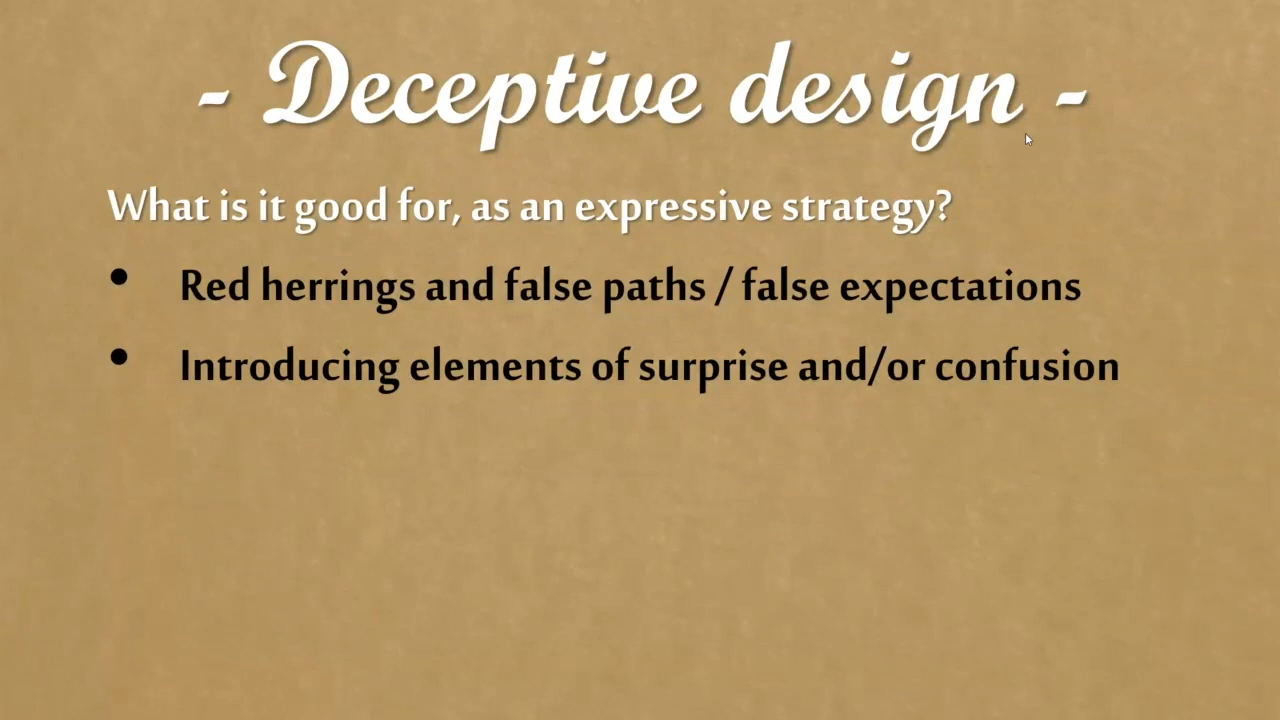 - Deceptive design -
What is it good for, as an expressive strategy?
• Red herrings and false paths / false expectations
• Introducing elements of surprise and/or confusion